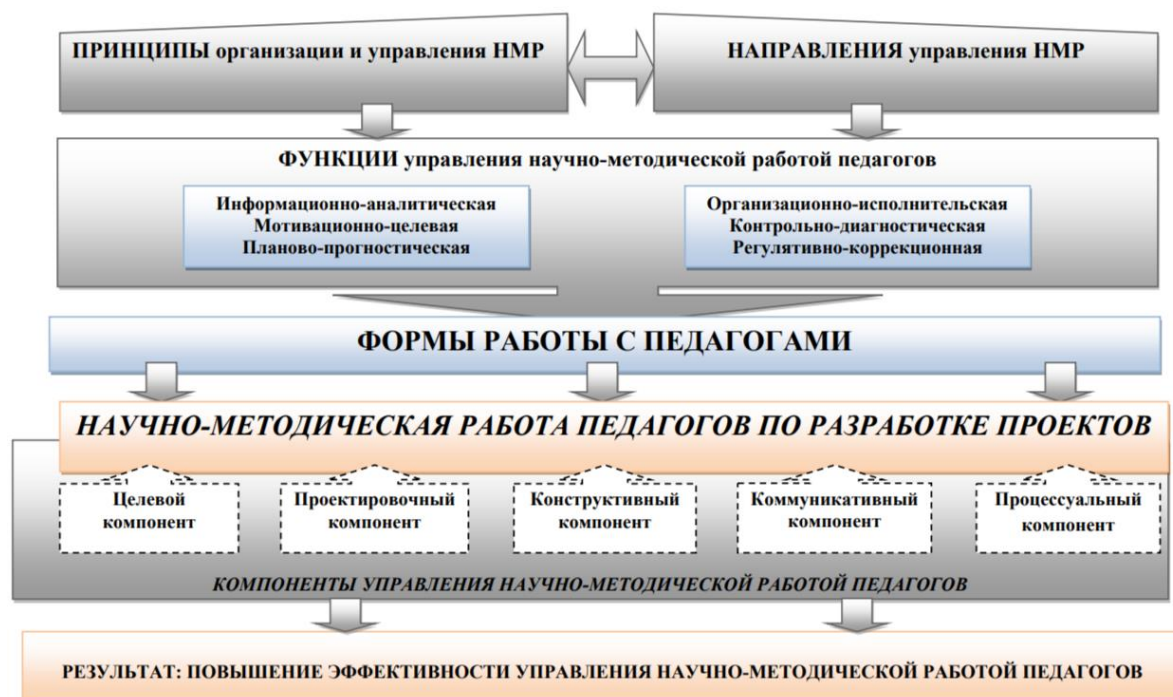 ПРИНЦИПЫ организации и управления НМР
НАПРАВЛЕНИЯ управления НМР
ФУНКЦИИ управления научно-методической работой педагогов
Информационно-аналитическая
Мотивационно-целевая
Планово-прогностическая
Организационно-исполнительская
Контрольно-диагностическая
Регулятивно-коррекционная
ФОРМЫ РАБОТЫ С ПЕДАГОГАМИ
НАУЧНО-МЕТОДИЧЕСКАЯ РАБОТА ПЕДАГОГОВ ПО РАЗРАБОТКЕ ПРОЕКТОВ
Целевой
компонент
Проектировочный
компонент
Конструктивный
компонент
Коммуникативный
компонент
Процессуальный
компонент
КОМПОНЕНТЫ УПРАВЛЕНИЯ НАУЧНО-МЕТОДИЧЕСКОЙ РАБОТОЙ ПЕДАГОГОВ
РЕЗУЛЬТАТ: ПОВЫШЕНИЕ ЭФФЕКТИВНОСТИ УПРАВЛЕНИЯ НАУЧНО-МЕТОДИЧЕСКОЙ РАБОТОЙ ПЕДАГОГОВ